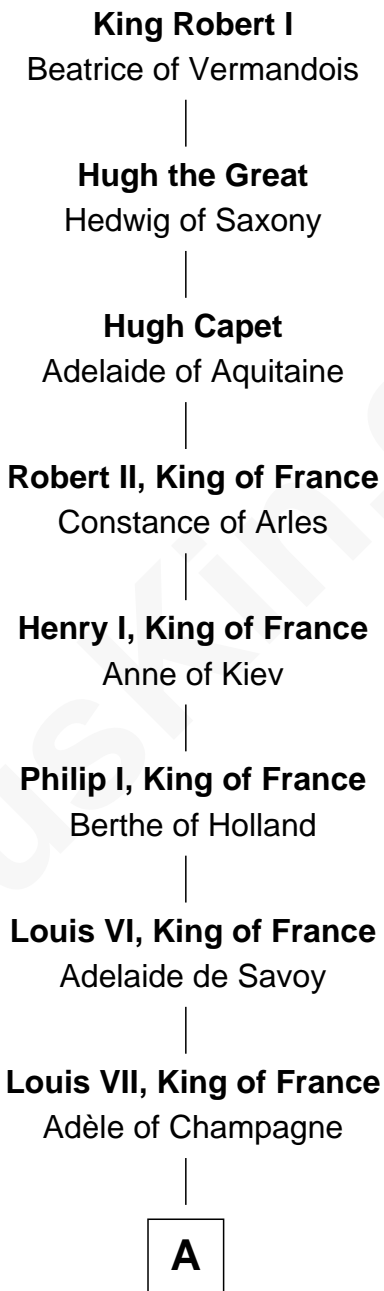 King Robert I
Beatrice of Vermandois
Hugh the Great
Hedwig of Saxony
Hugh Capet
Adelaide of Aquitaine
Robert II, King of France
Constance of Arles
Henry I, King of France
Anne of Kiev
Philip I, King of France
Berthe of Holland
Louis VI, King of France
Adelaide de Savoy
Louis VII, King of France
Adèle of Champagne
A